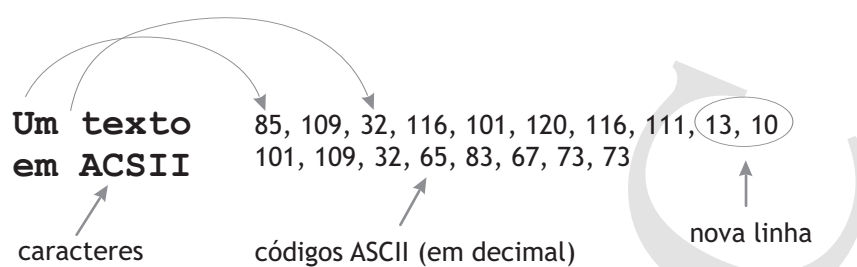 Um texto 85, 109, 32, 116, 101, 120, 116, 111, 13, 10
em ACSII 101, 109, 32, 65, 83, 67, 73, 73
caracteres códigos ASCII (em decimal) nova linha